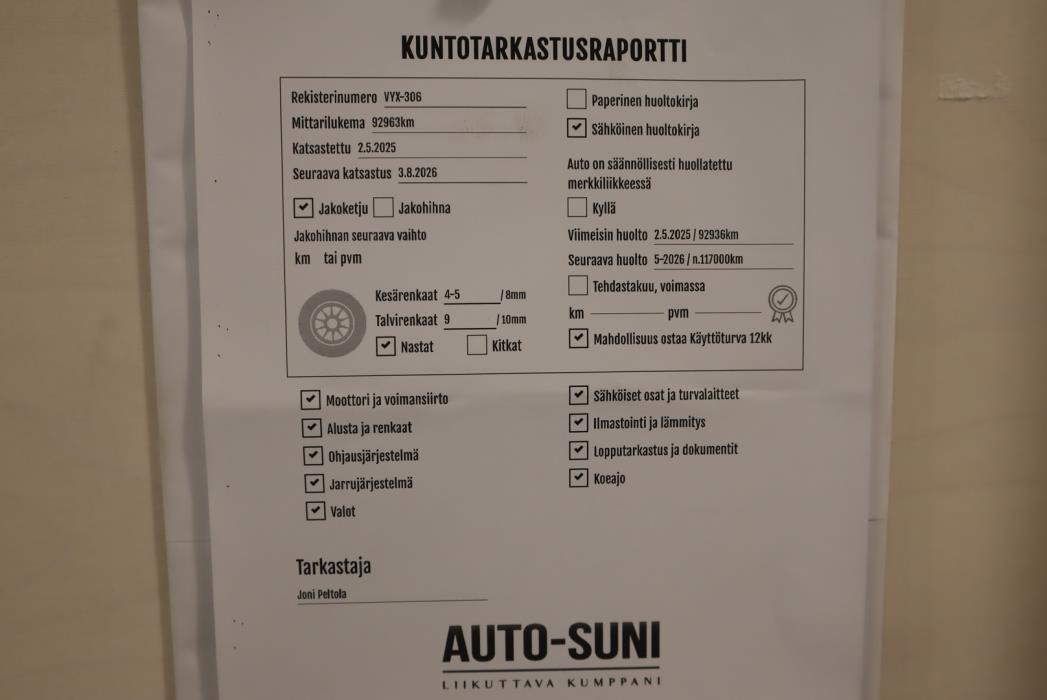 KUNTOTARKASTUSRAPORTTI
Rekisterinumero VYX-306
Mittarilukema 92963km
Katsastettu 2.5.2025
Seuraava katsastus 3.8.2026
Jakoketju Jakohihna
Jakohihnan seuraava vaihto
km tai pvm
Kesärenkaat 4-5 / 8mm
Talvirenkaat 9 / 10mm
Nastat Kitkat
Paperinen huoltokirja
Sähköinen huoltokirja
Auto on säännöllisesti huollatettu
merkkiliikkeessä
Kyllä
Viimeisin huolto 2.5.2025 / 92936km
Seuraava huolto 5-2026 / n.117000km
Tehdastakuu, voimassa
km pvm
Mahdollisuus ostaa Käyttöturva 12kk
Moottori ja voimansiirto
Alusta ja renkaat
Ohjausjärjestelmä
Jarrujärjestelmä
Valot
Sähköiset osat ja turvalaitteet
Ilmastointi ja lämmitys
Lopputarkastus ja dokumentit
Koeajo
Tarkastaja
Joni Peltola
AUTO-SUNI
LIIKUTTAVA KUMPPANI